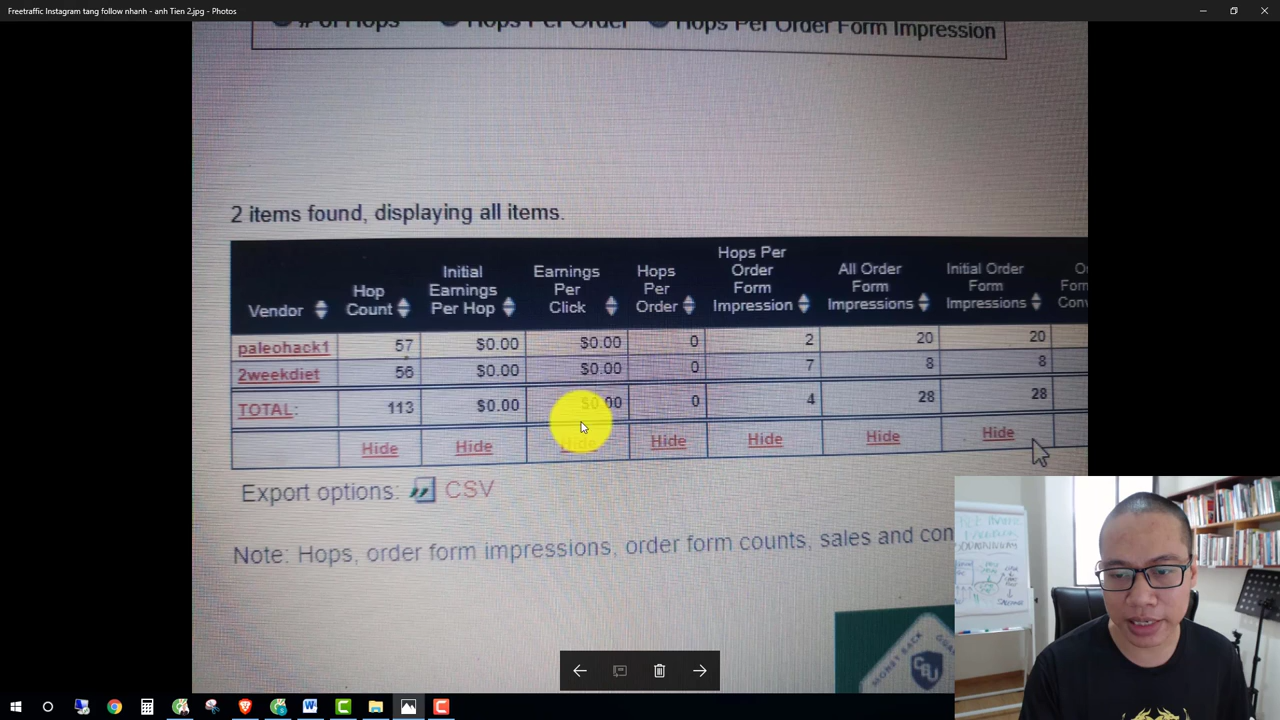 Freetraffic Instagram tang follow nhanh - anh Tien 2.jpg - Photos
# of Hops Hops Per Order Hops Per Order Form Impression
2 items found, displaying all items.
Vendor Hop Count Initial Earnings Per Hop Earnings Per Click Hops Per Order Hops Per Order Form Impression All Order Form Impressions Initial Order Form Impressions
paleohack1 57 $0.00 $0.00 0 2 20 20
2weekdiet 56 $0.00 $0.00 0 7 8 8
TOTAL: 113 $0.00 $0.00 0 4 28 28
Hide Hide Hide Hide Hide Hide Hide
Export options: CSV
Note: Hops, order form impressions, order form counts, sales and con
MONEY BACK